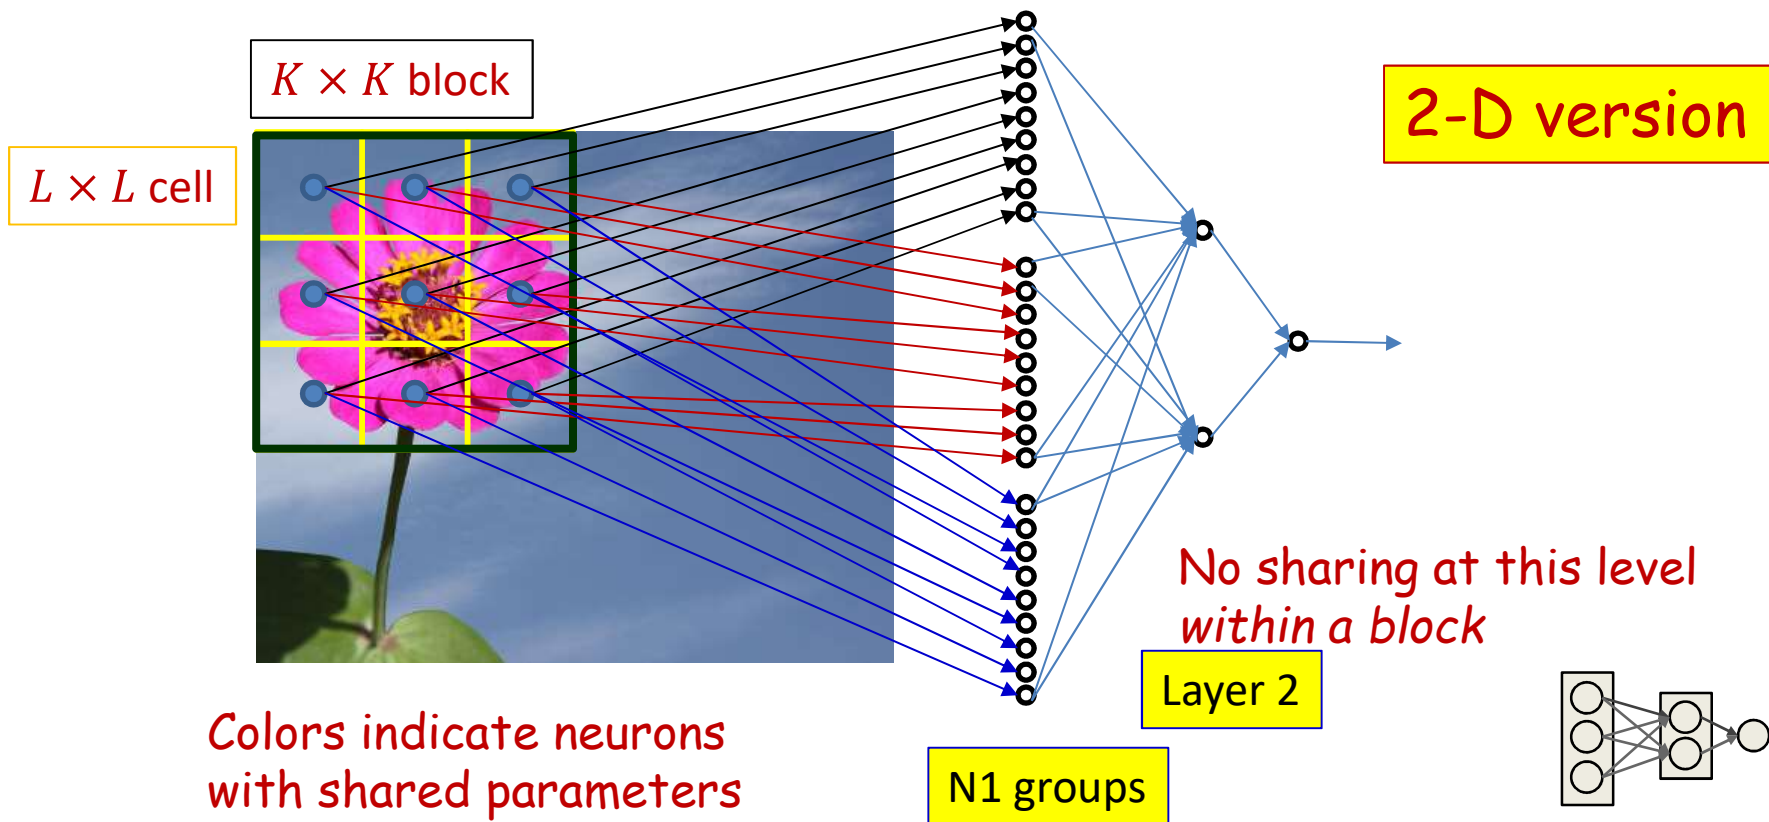 K × K block
2-D version
L × L cell
No sharing at this level
within a block
Layer 2
Colors indicate neurons
with shared parameters
N1 groups